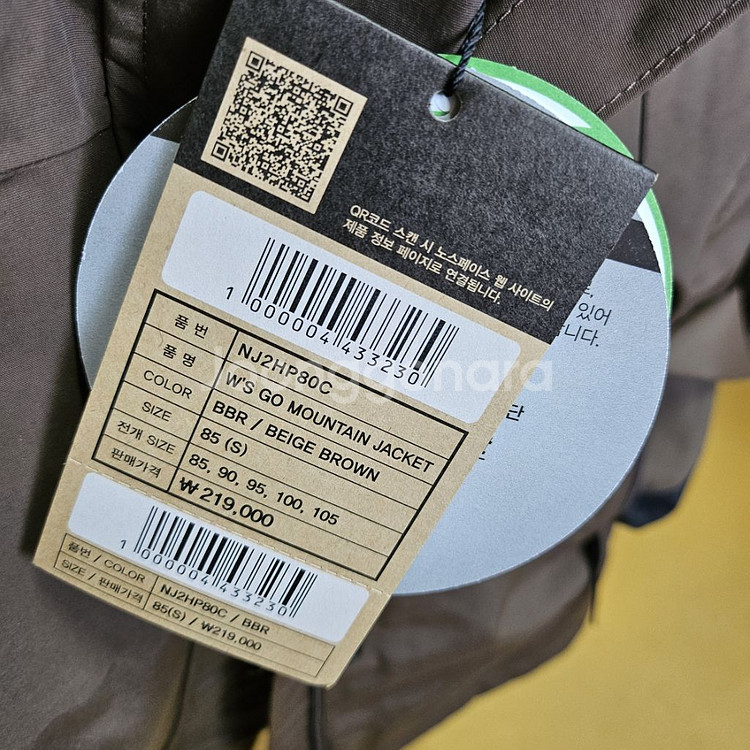 QR코드 스캔 시 노스페이스 웹 사이트의
제품 정보 페이지로 연결됩니다.
1 000004 433230
품 번 NJ2HP80C
품 명 W'S GO MOUNTAIN JACKET
COLOR BBR / BEIGE BROWN
SIZE 85 (S)
전개 SIZE 85, 90, 95, 100, 105
판매가격 ₩219,000
1 000004 433230
품번 / COLOR NJ2HP80C / BBR
SIZE / 판매가격 85(S) / ₩219,000
있어
니다.
단